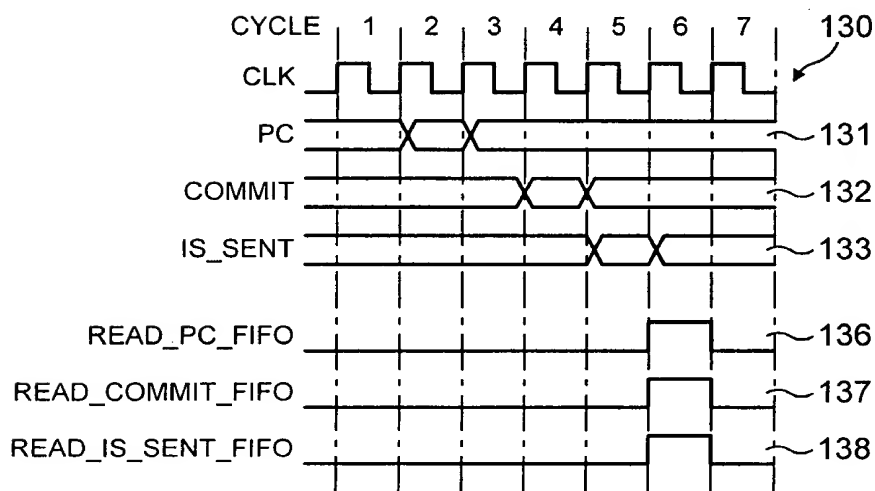 CYCLE 1 2 3 4 5 6 7 130
CLK
PC 131
COMMIT 132
IS_SENT 133
READ_PC_FIFO 136
READ_COMMIT_FIFO 137
READ_IS_SENT_FIFO 138